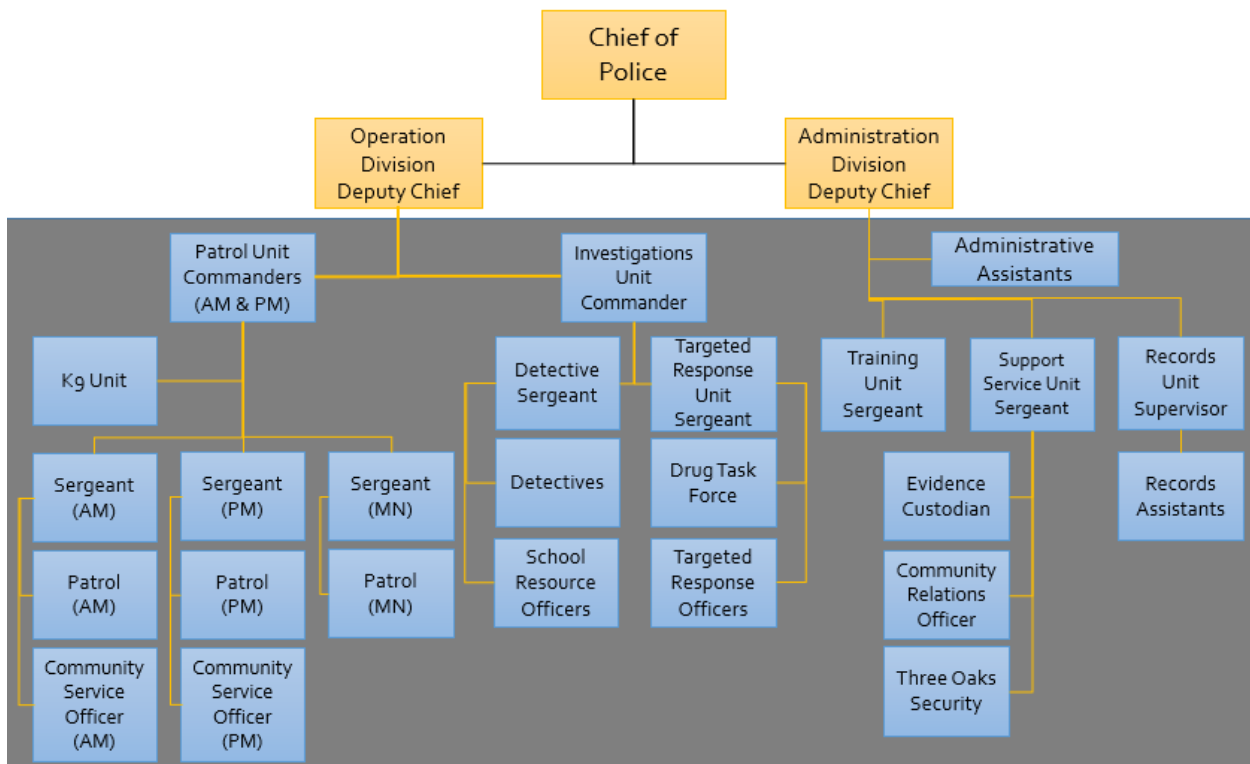 Chief of
Police
Operation
Division
Deputy Chief
Administration
Division
Deputy Chief
Patrol Unit
Commanders
(AM & PM)
Investigations
Unit
Commander
Administrative
Assistants
K9 Unit
Detective
Sergeant
Targeted
Response
Unit
Sergeant
Training
Unit
Sergeant
Support
Service Unit
Sergeant
Records
Unit
Supervisor
Sergeant
(AM)
Sergeant
(PM)
Sergeant
(MN)
Detectives
Drug Task
Force
Evidence
Custodian
Records
Assistants
Patrol
(AM)
Patrol
(PM)
Patrol
(MN)
School
Resource
Officers
Targeted
Response
Officers
Community
Relations
Officer
Community
Service
Officer
(AM)
Community
Service
Officer
(PM)
Three Oaks
Security